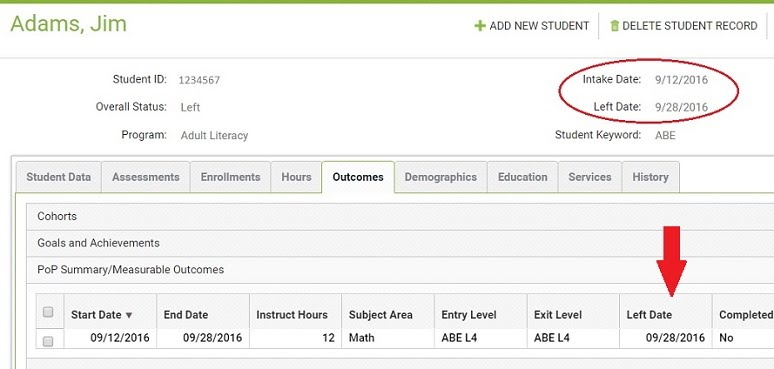 Adams, Jim
ADD NEW STUDENT DELETE STUDENT RECORD
Student ID: 1234567 Intake Date: 9/12/2016
Overall Status: Left Left Date: 9/28/2016
Program: Adult Literacy Student Keyword: ABE
Student Data Assessments Enrollments Hours Outcomes Demographics Education Services History
Cohorts
Goals and Achievements
PoP Summary/Measurable Outcomes
Start Date End Date Instruct Hours Subject Area Entry Level Exit Level Left Date Completed
09/12/2016 09/28/2016 12 Math ABE L4 ABE L4 09/28/2016 No